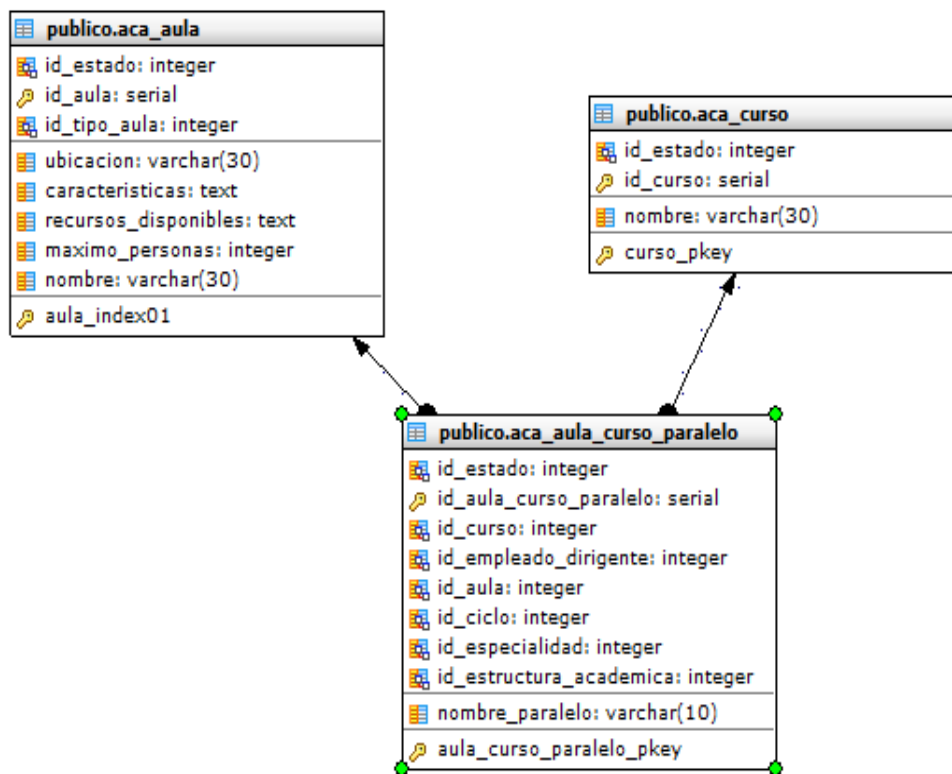 publico.aca_aula
id_estado: integer
id_aula: serial
id_tipo_aula: integer
ubicacion: varchar(30)
caracteristicas: text
recursos_disponibles: text
maximo_personas: integer
nombre: varchar(30)
aula_index01
publico.aca_curso
id_estado: integer
id_curso: serial
nombre: varchar(30)
curso_pkey
publico.aca_aula_curso_paralelo
id_estado: integer
id_aula_curso_paralelo: serial
id_curso: integer
id_empleado_dirigente: integer
id_aula: integer
id_ciclo: integer
id_especialidad: integer
id_estructura_academica: integer
nombre_paralelo: varchar(10)
aula_curso_paralelo_pkey